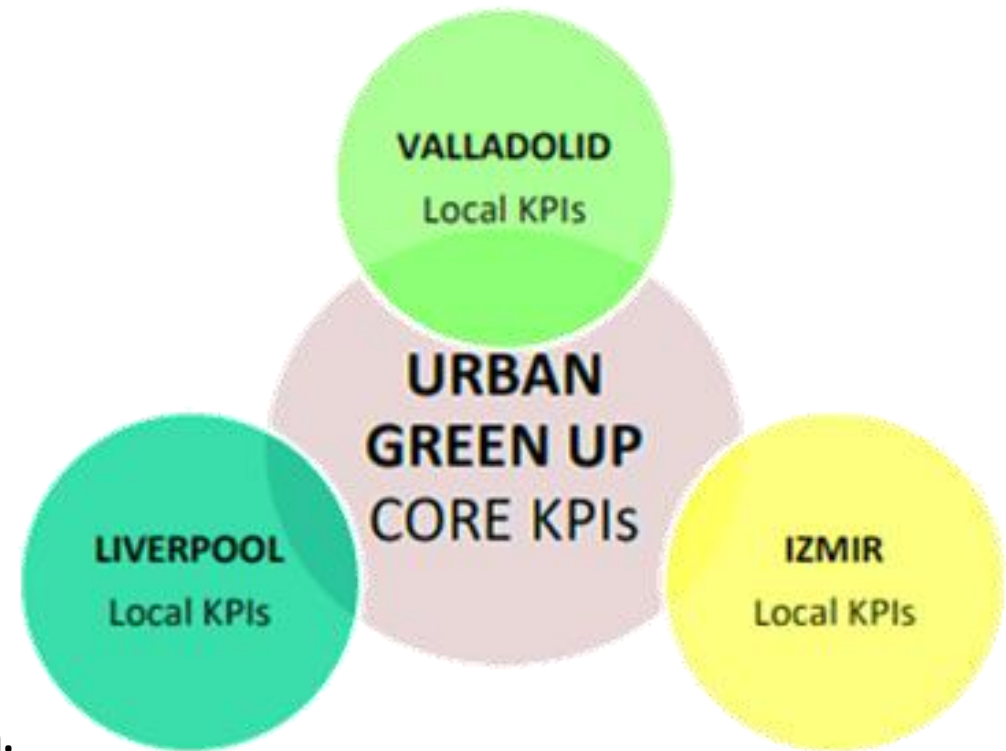 VALLADOLID
Local KPIs
URBAN
GREEN UP
CORE KPIs
LIVERPOOL
Local KPIs
IZMIR
Local KPIs